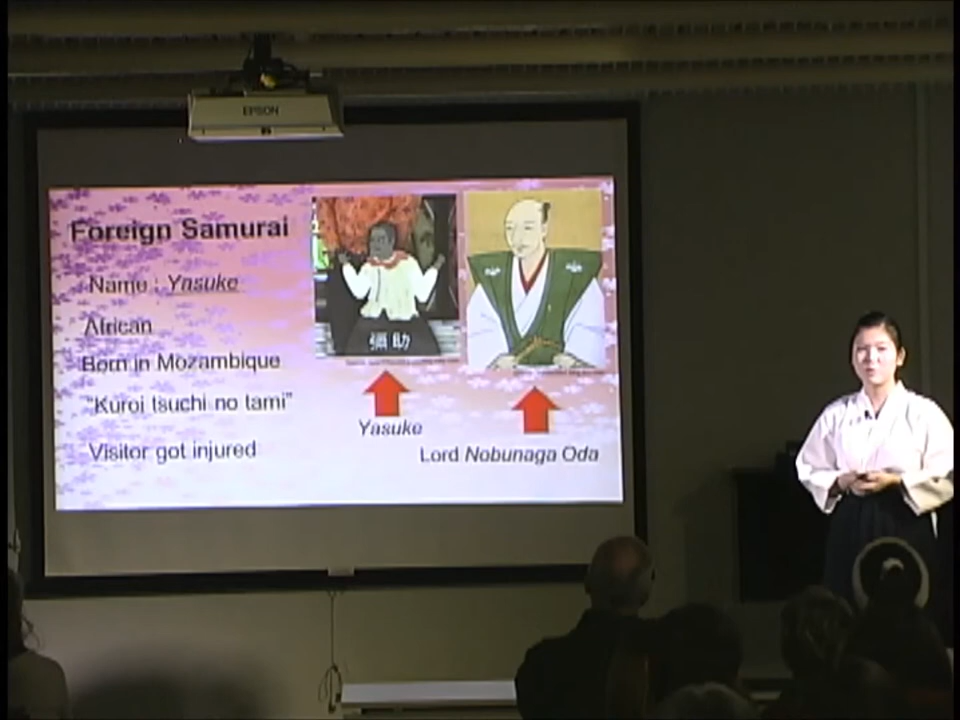 EPSON
Foreign Samurai
Name : Yasuke
African
Born in Mozambique
"Kuroi tsuchi no tami"
Visitor got injured
彌助
Yasuke
Lord Nobunaga Oda